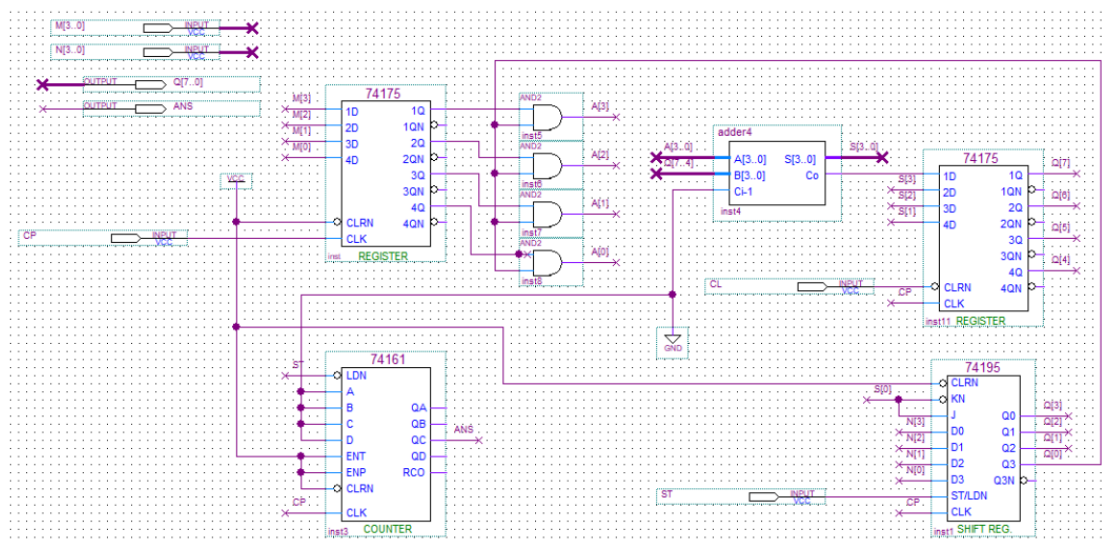 M[3..0] INPUT VCC
N[3..0] INPUT VCC
OUTPUT Q[7..0]
OUTPUT ANS
74175
M[3] 1D 1Q
M[2] 2D 1QN
M[1] 3D 2Q
M[0] 4D 2QN
3Q
3QN
4Q
CLRN 4QN
CLK
inst REGISTER
VCC
CP INPUT VCC
AND2
A[3]
inst5
AND2
A[2]
inst6
AND2
A[1]
inst7
AND2
A[0]
inst8
adder4
A[3..0] A[3..0] S[3..0] S[3..0]
Q[7..4] B[3..0] Co
Ci-1
inst4
74175
1D 1Q Q[7]
S[3] 2D 1QN
S[2] 3D 2Q Q[6]
S[1] 4D 2QN
3Q Q[5]
3QN
4Q Q[4]
CLRN 4QN
CP CLK
inst11 REGISTER
CL INPUT VCC
GND
74161
ST LDN
A
B QA
C QB
D QC ANS
ENT QD
ENP RCO
CLRN
CP CLK
inst3 COUNTER
74195
CLRN
S[0] KN
J Q0 Q[3]
N[3] D0 Q1 Q[2]
N[2] D1 Q2 Q[1]
N[1] D2 Q3 Q[0]
N[0] D3 Q3N
ST INPUT VCC
ST/LDN
CP CLK
inst1 SHIFT REG.